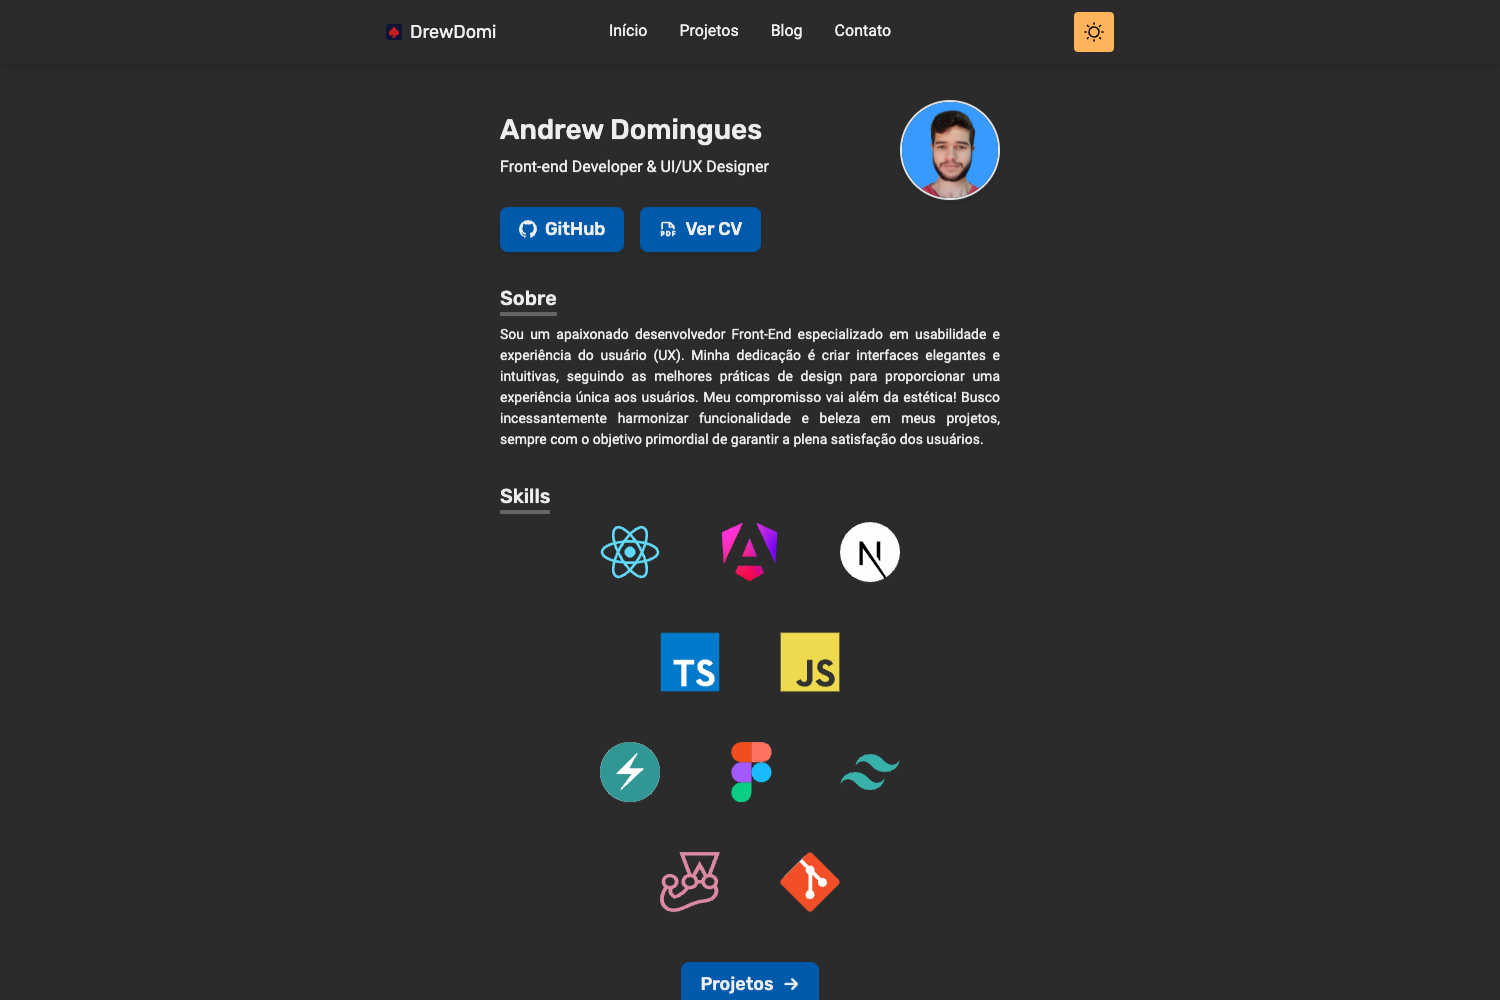 DrewDomi
Início
Projetos
Blog
Contato
Andrew Domingues
Front-end Developer & UI/UX Designer
GitHub
PDF
Ver CV
Sobre
Sou um apaixonado desenvolvedor Front-End especializado em usabilidade e
experiência do usuário (UX). Minha dedicação é criar interfaces elegantes e
intuitivas, seguindo as melhores práticas de design para proporcionar uma
experiência única aos usuários. Meu compromisso vai além da estética! Busco
incessantemente harmonizar funcionalidade e beleza em meus projetos,
sempre com o objetivo primordial de garantir a plena satisfação dos usuários.
Skills
N
TS
JS
Projetos